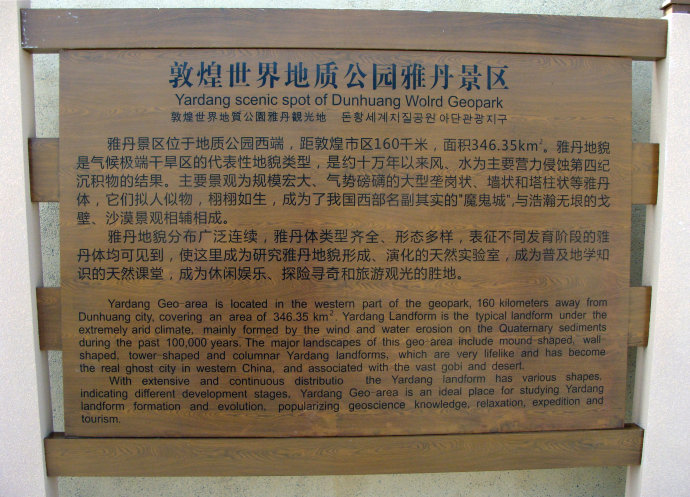 敦煌世界地质公园雅丹景区
Yardang scenic spot of Dunhuang Wolrd Geopark
敦煌世界地質公園雅丹観光地 돈황세계지질공원 아단관광지구
雅丹景区位于地质公园西端，距敦煌市区160千米，面积346.35km²。雅丹地貌
是气候极端干旱区的代表性地貌类型，是约十万年以来风、水为主要营力侵蚀第四纪
沉积物的结果。主要景观为规模宏大、气势磅礴的大型垄岗状、墙状和塔柱状等雅丹
体，它们拟人似物，栩栩如生，成为了我国西部名副其实的"魔鬼城",与浩瀚无垠的戈
壁、沙漠景观相辅相成。
雅丹地貌分布广泛连续，雅丹体类型齐全、形态多样，表征不同发育阶段的雅
丹体均可见到，使这里成为研究雅丹地貌形成、演化的天然实验室，成为普及地学知
识的天然课堂，成为休闲娱乐、探险寻奇和旅游观光的胜地。
Yardang Geo-area is located in the western part of the geopark, 160 kilometers away from
Dunhuang city, covering an area of 346.35 km². Yardang Landform is the typical landform under the
extremely arid climate, mainly formed by the wind and water erosion on the Quaternary sediments
during the past 100,000 years. The major landscapes of this geo-area include mound-shaped, wall-
shaped, tower-shaped and columnar Yardang landforms, which are very lifelike and has become
the real ghost city in western China, and associated with the vast gobi and desert.
With extensive and continuous distributio the Yardang landform has various shapes,
indicating different development stages, Yardang Geo-area is an ideal place for studying Yardang
landform formation and evolution, popularizing geoscience knowledge, relaxation, expedition and
tourism.